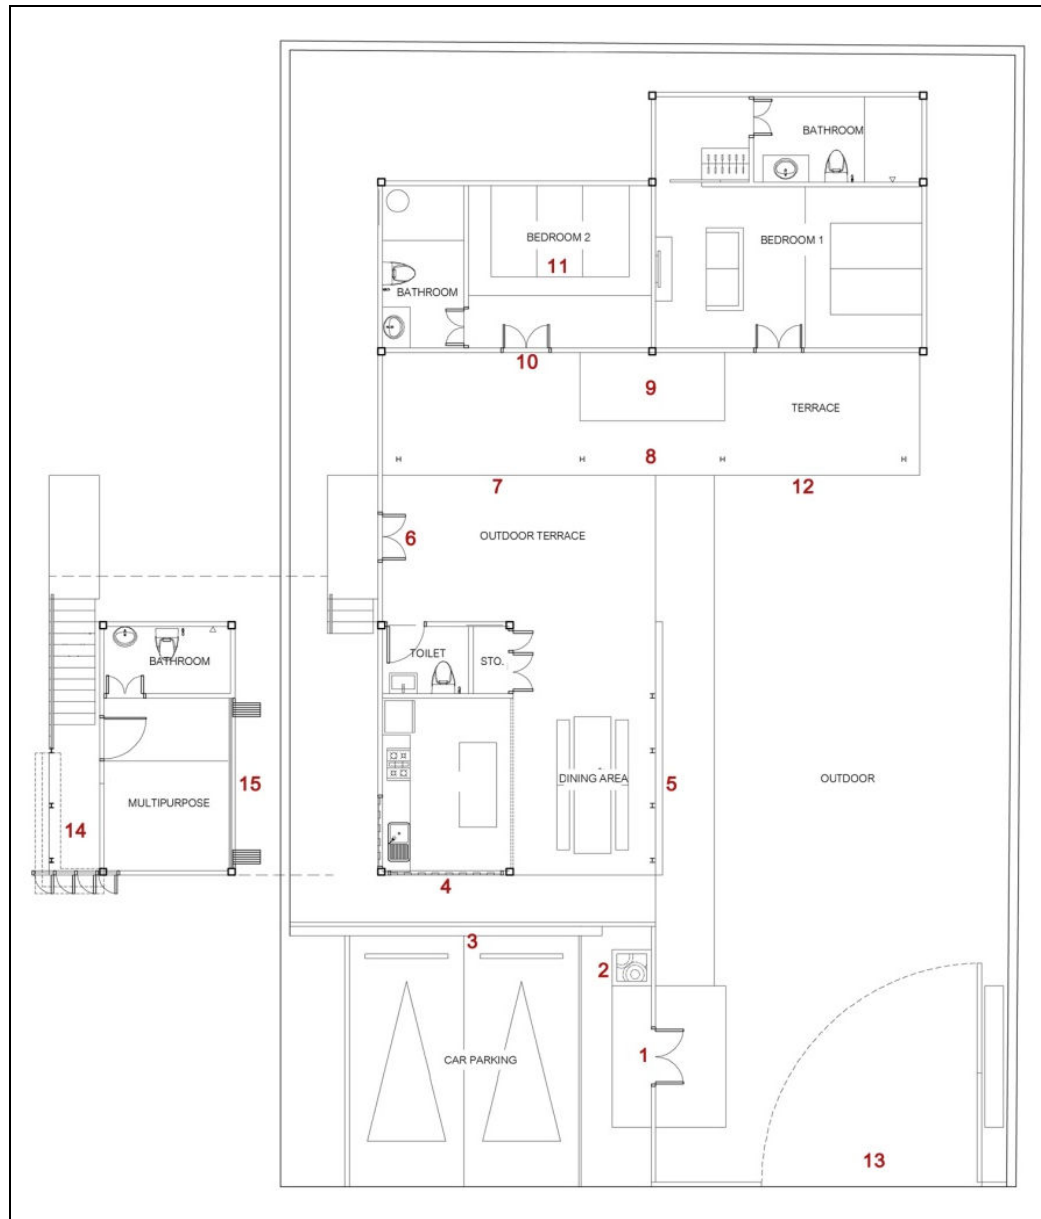 BATHROOM
BEDROOM 2
BEDROOM 1
11
BATHROOM
10
9
TERRACE
8
7
12
6
OUTDOOR TERRACE
TOILET
STO.
BATHROOM
15
DINING AREA
5
OUTDOOR
MULTIPURPOSE
14
4
3
2
1
CAR PARKING
13